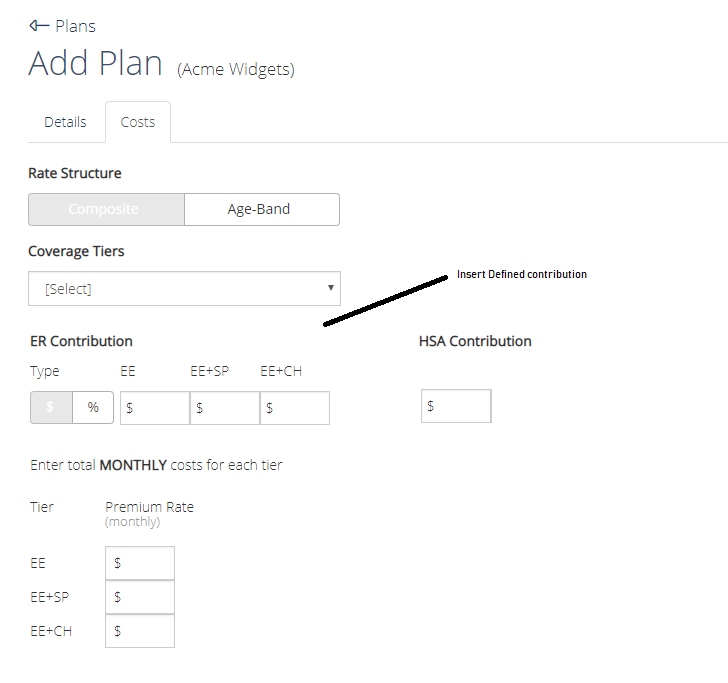 Plans
Add Plan (Acme Widgets)
Details Costs
Rate Structure
Composite Age-Band
Coverage Tiers
[Select]
Insert Defined contribution
ER Contribution HSA Contribution
Type EE EE+SP EE+CH
$ % $ $ $ $
Enter total MONTHLY costs for each tier
Tier Premium Rate
(monthly)
EE $
EE+SP $
EE+CH $